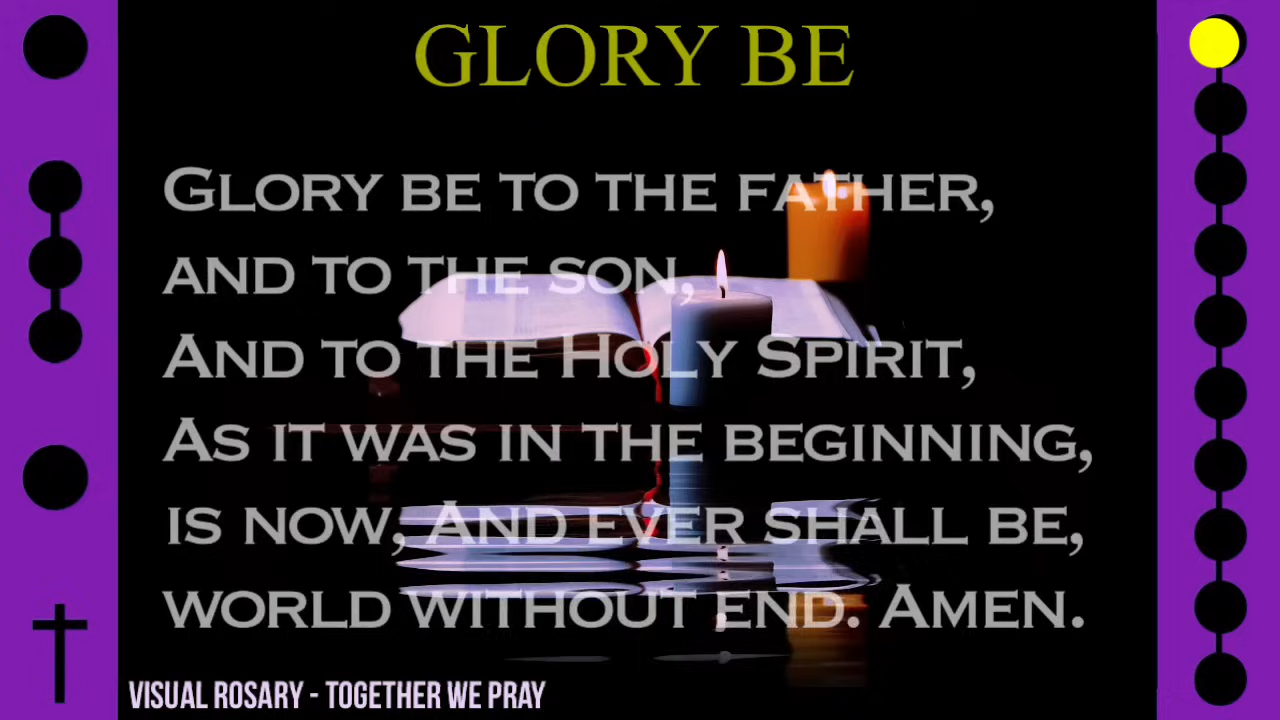 GLORY BE
GLORY BE TO THE FATHER,
AND TO THE SON,
AND TO THE HOLY SPIRIT,
AS IT WAS IN THE BEGINNING,
IS NOW, AND EVER SHALL BE,
WORLD WITHOUT END. AMEN.
VISUAL ROSARY - TOGETHER WE PRAY